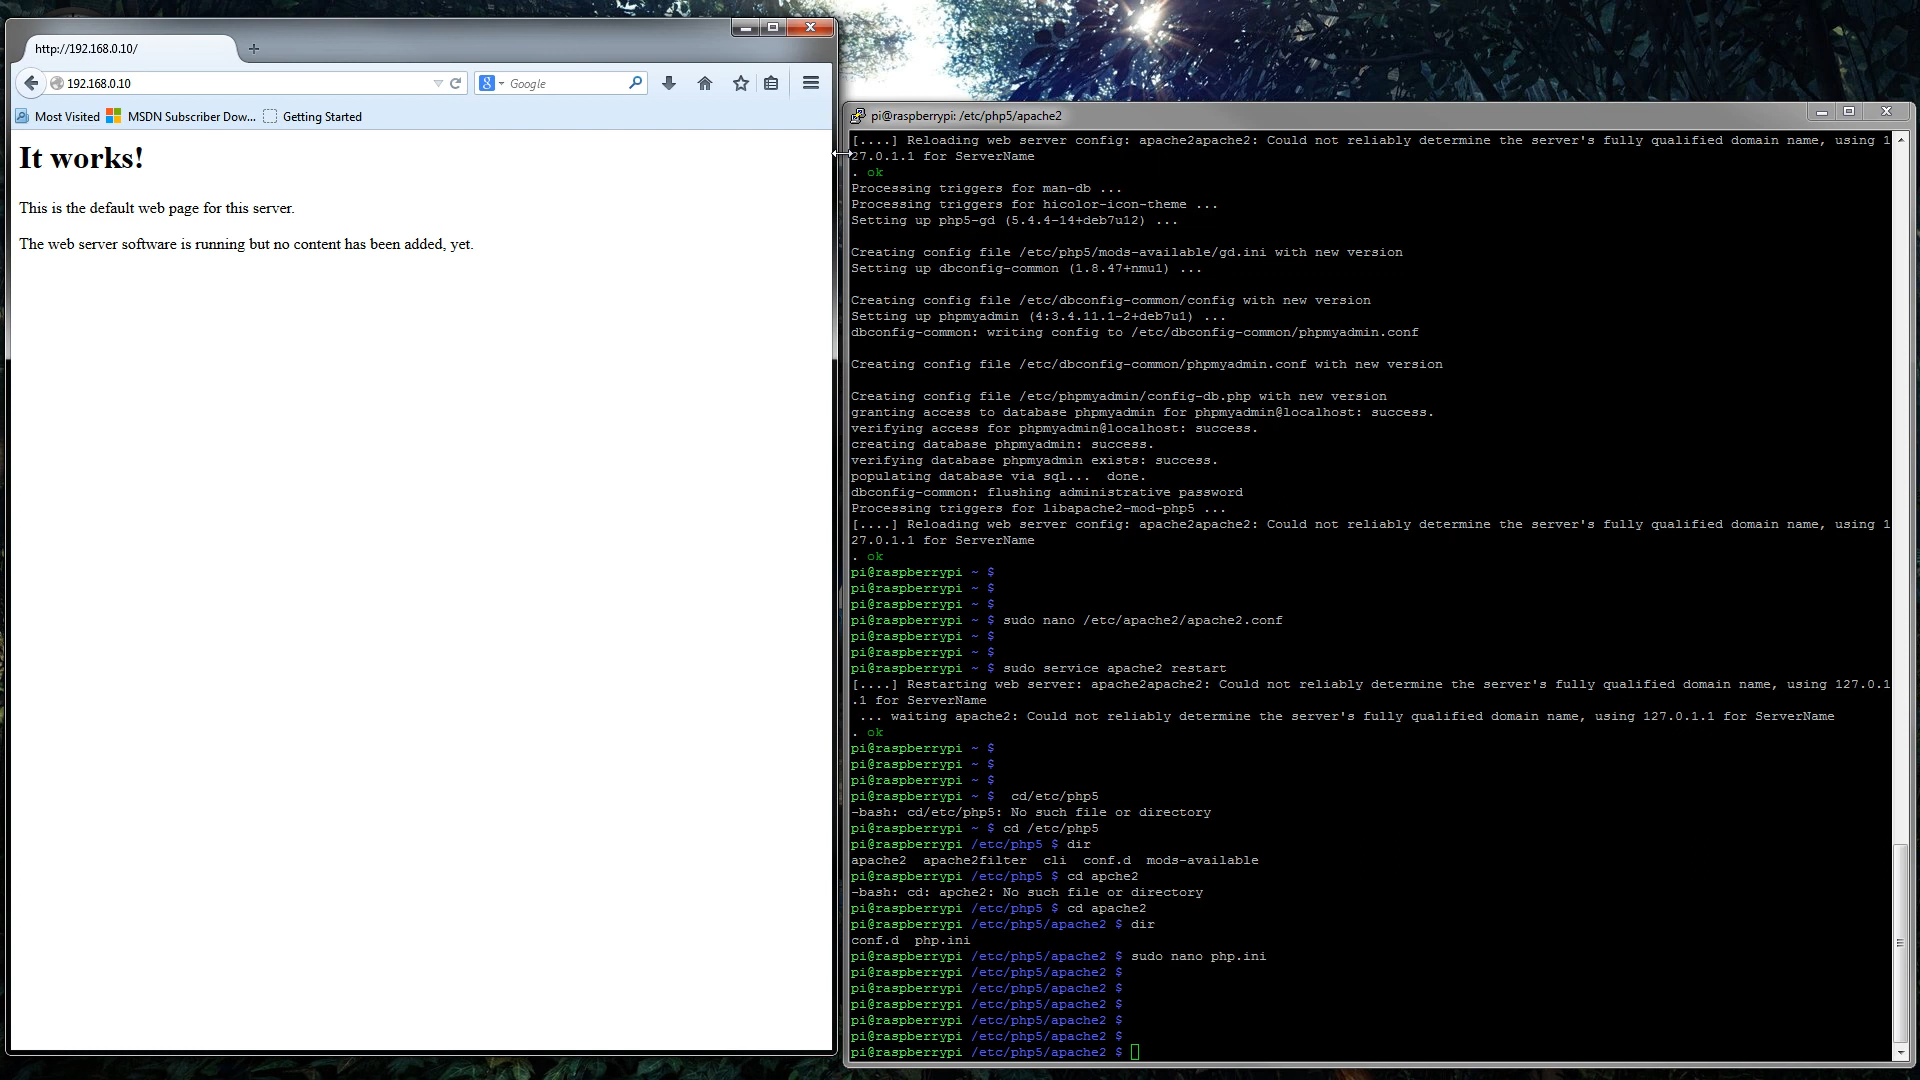 http://192.168.0.10/
192.168.0.10
Google
Most Visited
MSDN Subscriber Dow...
Getting Started
It works!
This is the default web page for this server.
The web server software is running but no content has been added, yet.
pi@raspberrypi: /etc/php5/apache2
[....] Reloading web server config: apache2apache2: Could not reliably determine the server's fully qualified domain name, using 1
27.0.1.1 for ServerName
. ok
Processing triggers for man-db ...
Processing triggers for hicolor-icon-theme ...
Setting up php5-gd (5.4.4-14+deb7u12) ...
Creating config file /etc/php5/mods-available/gd.ini with new version
Setting up dbconfig-common (1.8.47+nmu1) ...
Creating config file /etc/dbconfig-common/config with new version
Setting up phpmyadmin (4:3.4.11.1-2+deb7u1) ...
dbconfig-common: writing config to /etc/dbconfig-common/phpmyadmin.conf
Creating config file /etc/dbconfig-common/phpmyadmin.conf with new version
Creating config file /etc/phpmyadmin/config-db.php with new version
granting access to database phpmyadmin for phpmyadmin@localhost: success.
verifying access for phpmyadmin@localhost: success.
creating database phpmyadmin: success.
verifying database phpmyadmin exists: success.
populating database via sql...  done.
dbconfig-common: flushing administrative password
Processing triggers for libapache2-mod-php5 ...
[....] Reloading web server config: apache2apache2: Could not reliably determine the server's fully qualified domain name, using 1
27.0.1.1 for ServerName
. ok
pi@raspberrypi ~ $
pi@raspberrypi ~ $
pi@raspberrypi ~ $
pi@raspberrypi ~ $ sudo nano /etc/apache2/apache2.conf
pi@raspberrypi ~ $
pi@raspberrypi ~ $
pi@raspberrypi ~ $ sudo service apache2 restart
[....] Restarting web server: apache2apache2: Could not reliably determine the server's fully qualified domain name, using 127.0.1
.1 for ServerName
... waiting apache2: Could not reliably determine the server's fully qualified domain name, using 127.0.1.1 for ServerName
. ok
pi@raspberrypi ~ $
pi@raspberrypi ~ $
pi@raspberrypi ~ $
pi@raspberrypi ~ $  cd/etc/php5
-bash: cd/etc/php5: No such file or directory
pi@raspberrypi ~ $ cd /etc/php5
pi@raspberrypi /etc/php5 $ dir
apache2  apache2filter  cli  conf.d  mods-available
pi@raspberrypi /etc/php5 $ cd apche2
-bash: cd: apche2: No such file or directory
pi@raspberrypi /etc/php5 $ cd apache2
pi@raspberrypi /etc/php5/apache2 $ dir
conf.d  php.ini
pi@raspberrypi /etc/php5/apache2 $ sudo nano php.ini
pi@raspberrypi /etc/php5/apache2 $
pi@raspberrypi /etc/php5/apache2 $
pi@raspberrypi /etc/php5/apache2 $
pi@raspberrypi /etc/php5/apache2 $
pi@raspberrypi /etc/php5/apache2 $
pi@raspberrypi /etc/php5/apache2 $